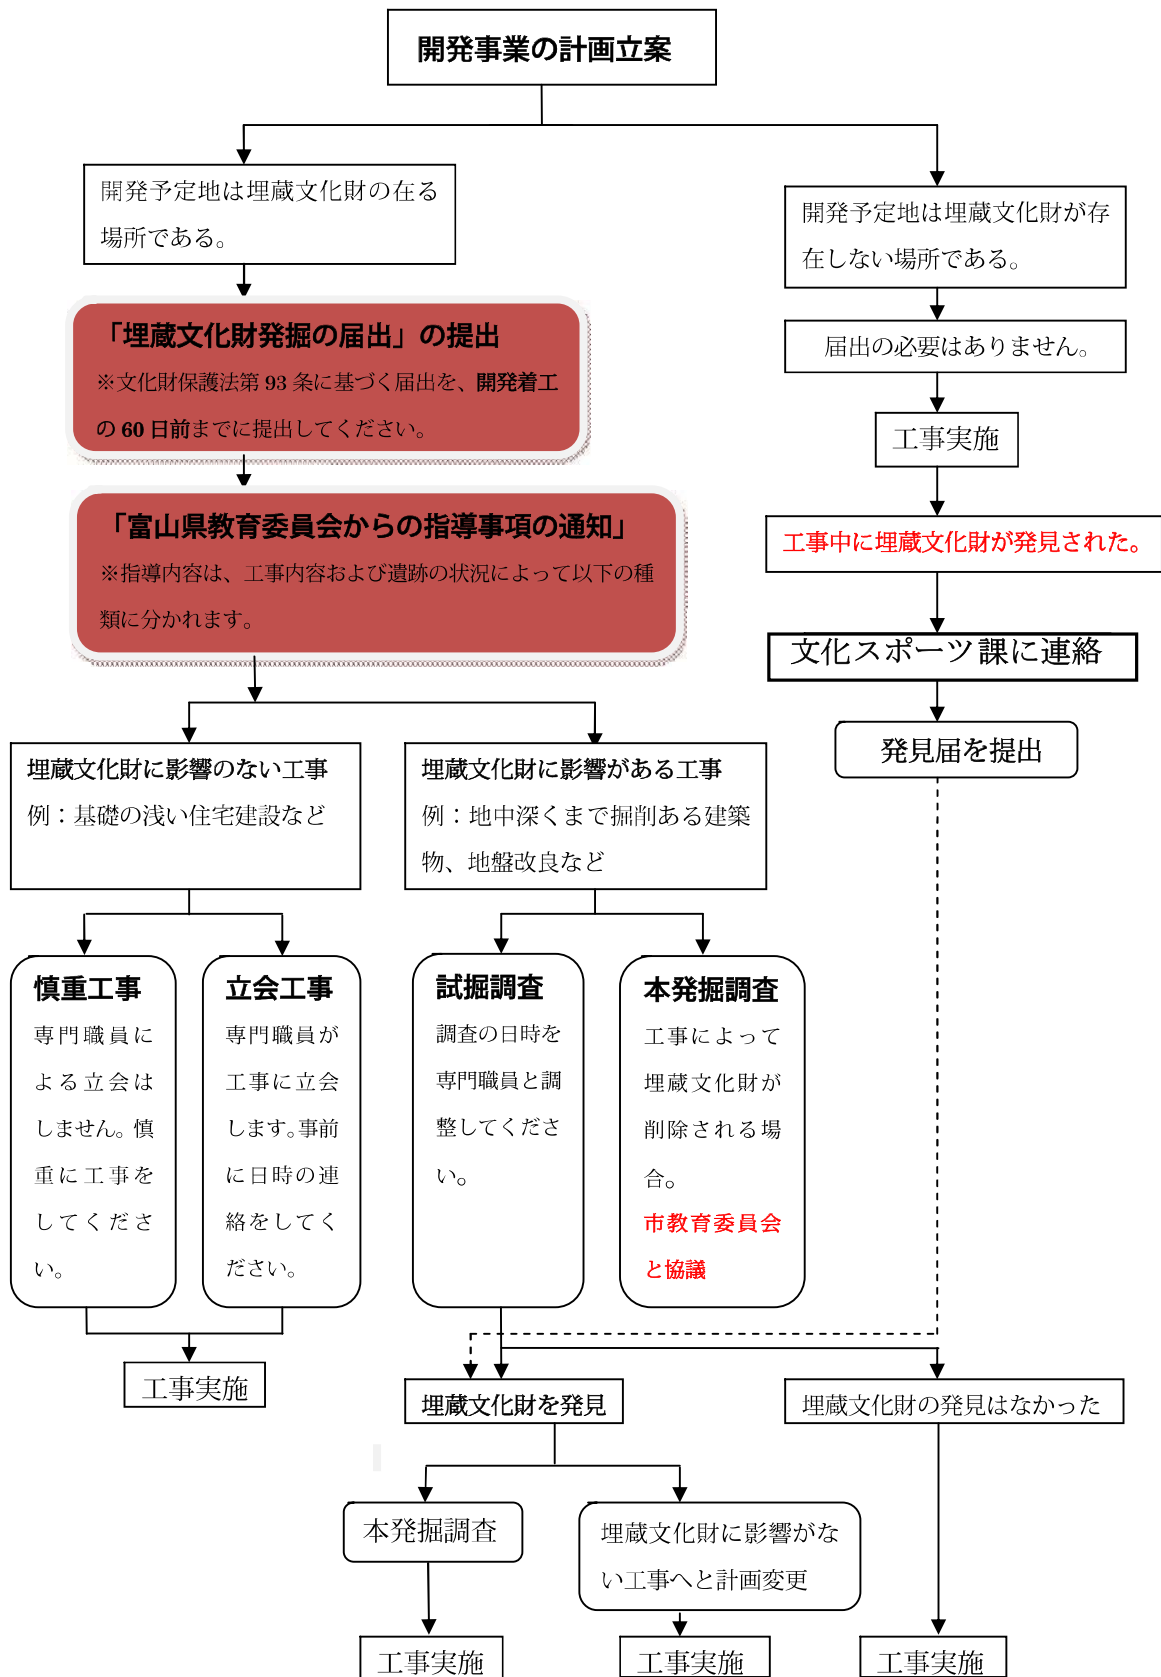 開発事業の計画立案
開発予定地は埋蔵文化財の在る
場所である。
開発予定地は埋蔵文化財が存
在しない場所である。
「埋蔵文化財発掘の届出」の提出
※文化財保護法第 93 条に基づく届出を、開発着工
の 60 日前までに提出してください。
届出の必要はありません。
工事実施
「富山県教育委員会からの指導事項の通知」
※指導内容は、工事内容および遺跡の状況によって以下の種
類に分かれます。
工事中に埋蔵文化財が発見された。
文化スポーツ課に連絡
発見届を提出
埋蔵文化財に影響のない工事
例：基礎の浅い住宅建設など
埋蔵文化財に影響がある工事
例：地中深くまで掘削ある建築
物、地盤改良など
慎重工事
専門職員に
よる立会は
しません。慎
重に工事を
してくださ
い。
立会工事
専門職員が
工事に立会
します。事前
に日時の連
絡をしてく
ださい。
試掘調査
調査の日時を
専門職員と調
整してくださ
い。
本発掘調査
工事によって
埋蔵文化財が
削除される場
合。
市教育委員会
と協議
工事実施
埋蔵文化財を発見
埋蔵文化財の発見はなかった
本発掘調査
埋蔵文化財に影響がな
い工事へと計画変更
工事実施
工事実施
工事実施